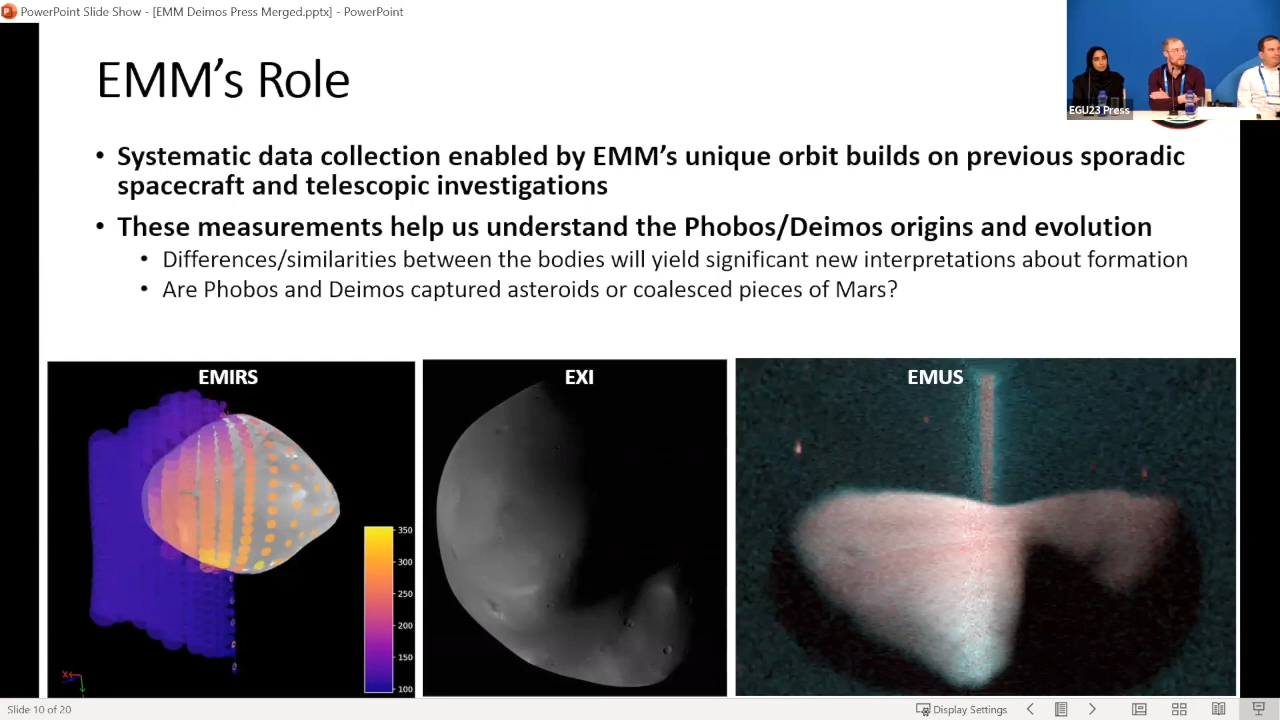 PowerPoint Slide Show - [EMM Deimos Press Merged.pptx] - PowerPoint
EMM’s Role
EGU23 Press
• Systematic data collection enabled by EMM’s unique orbit builds on previous sporadic
spacecraft and telescopic investigations
• These measurements help us understand the Phobos/Deimos origins and evolution
• Differences/similarities between the bodies will yield significant new interpretations about formation
• Are Phobos and Deimos captured asteroids or coalesced pieces of Mars?
EMIRS
EXI
EMUS
350
300
250
200
150
100
X
Slide 10 of 20
Display Settings